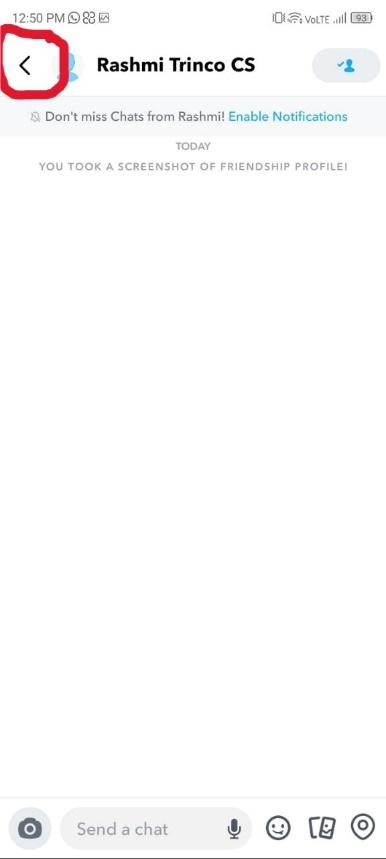 12:50 PM VoLTE 93
Rashmi Trinco CS
Don't miss Chats from Rashmi! Enable Notifications
TODAY
YOU TOOK A SCREENSHOT OF FRIENDSHIP PROFILE!
Send a chat